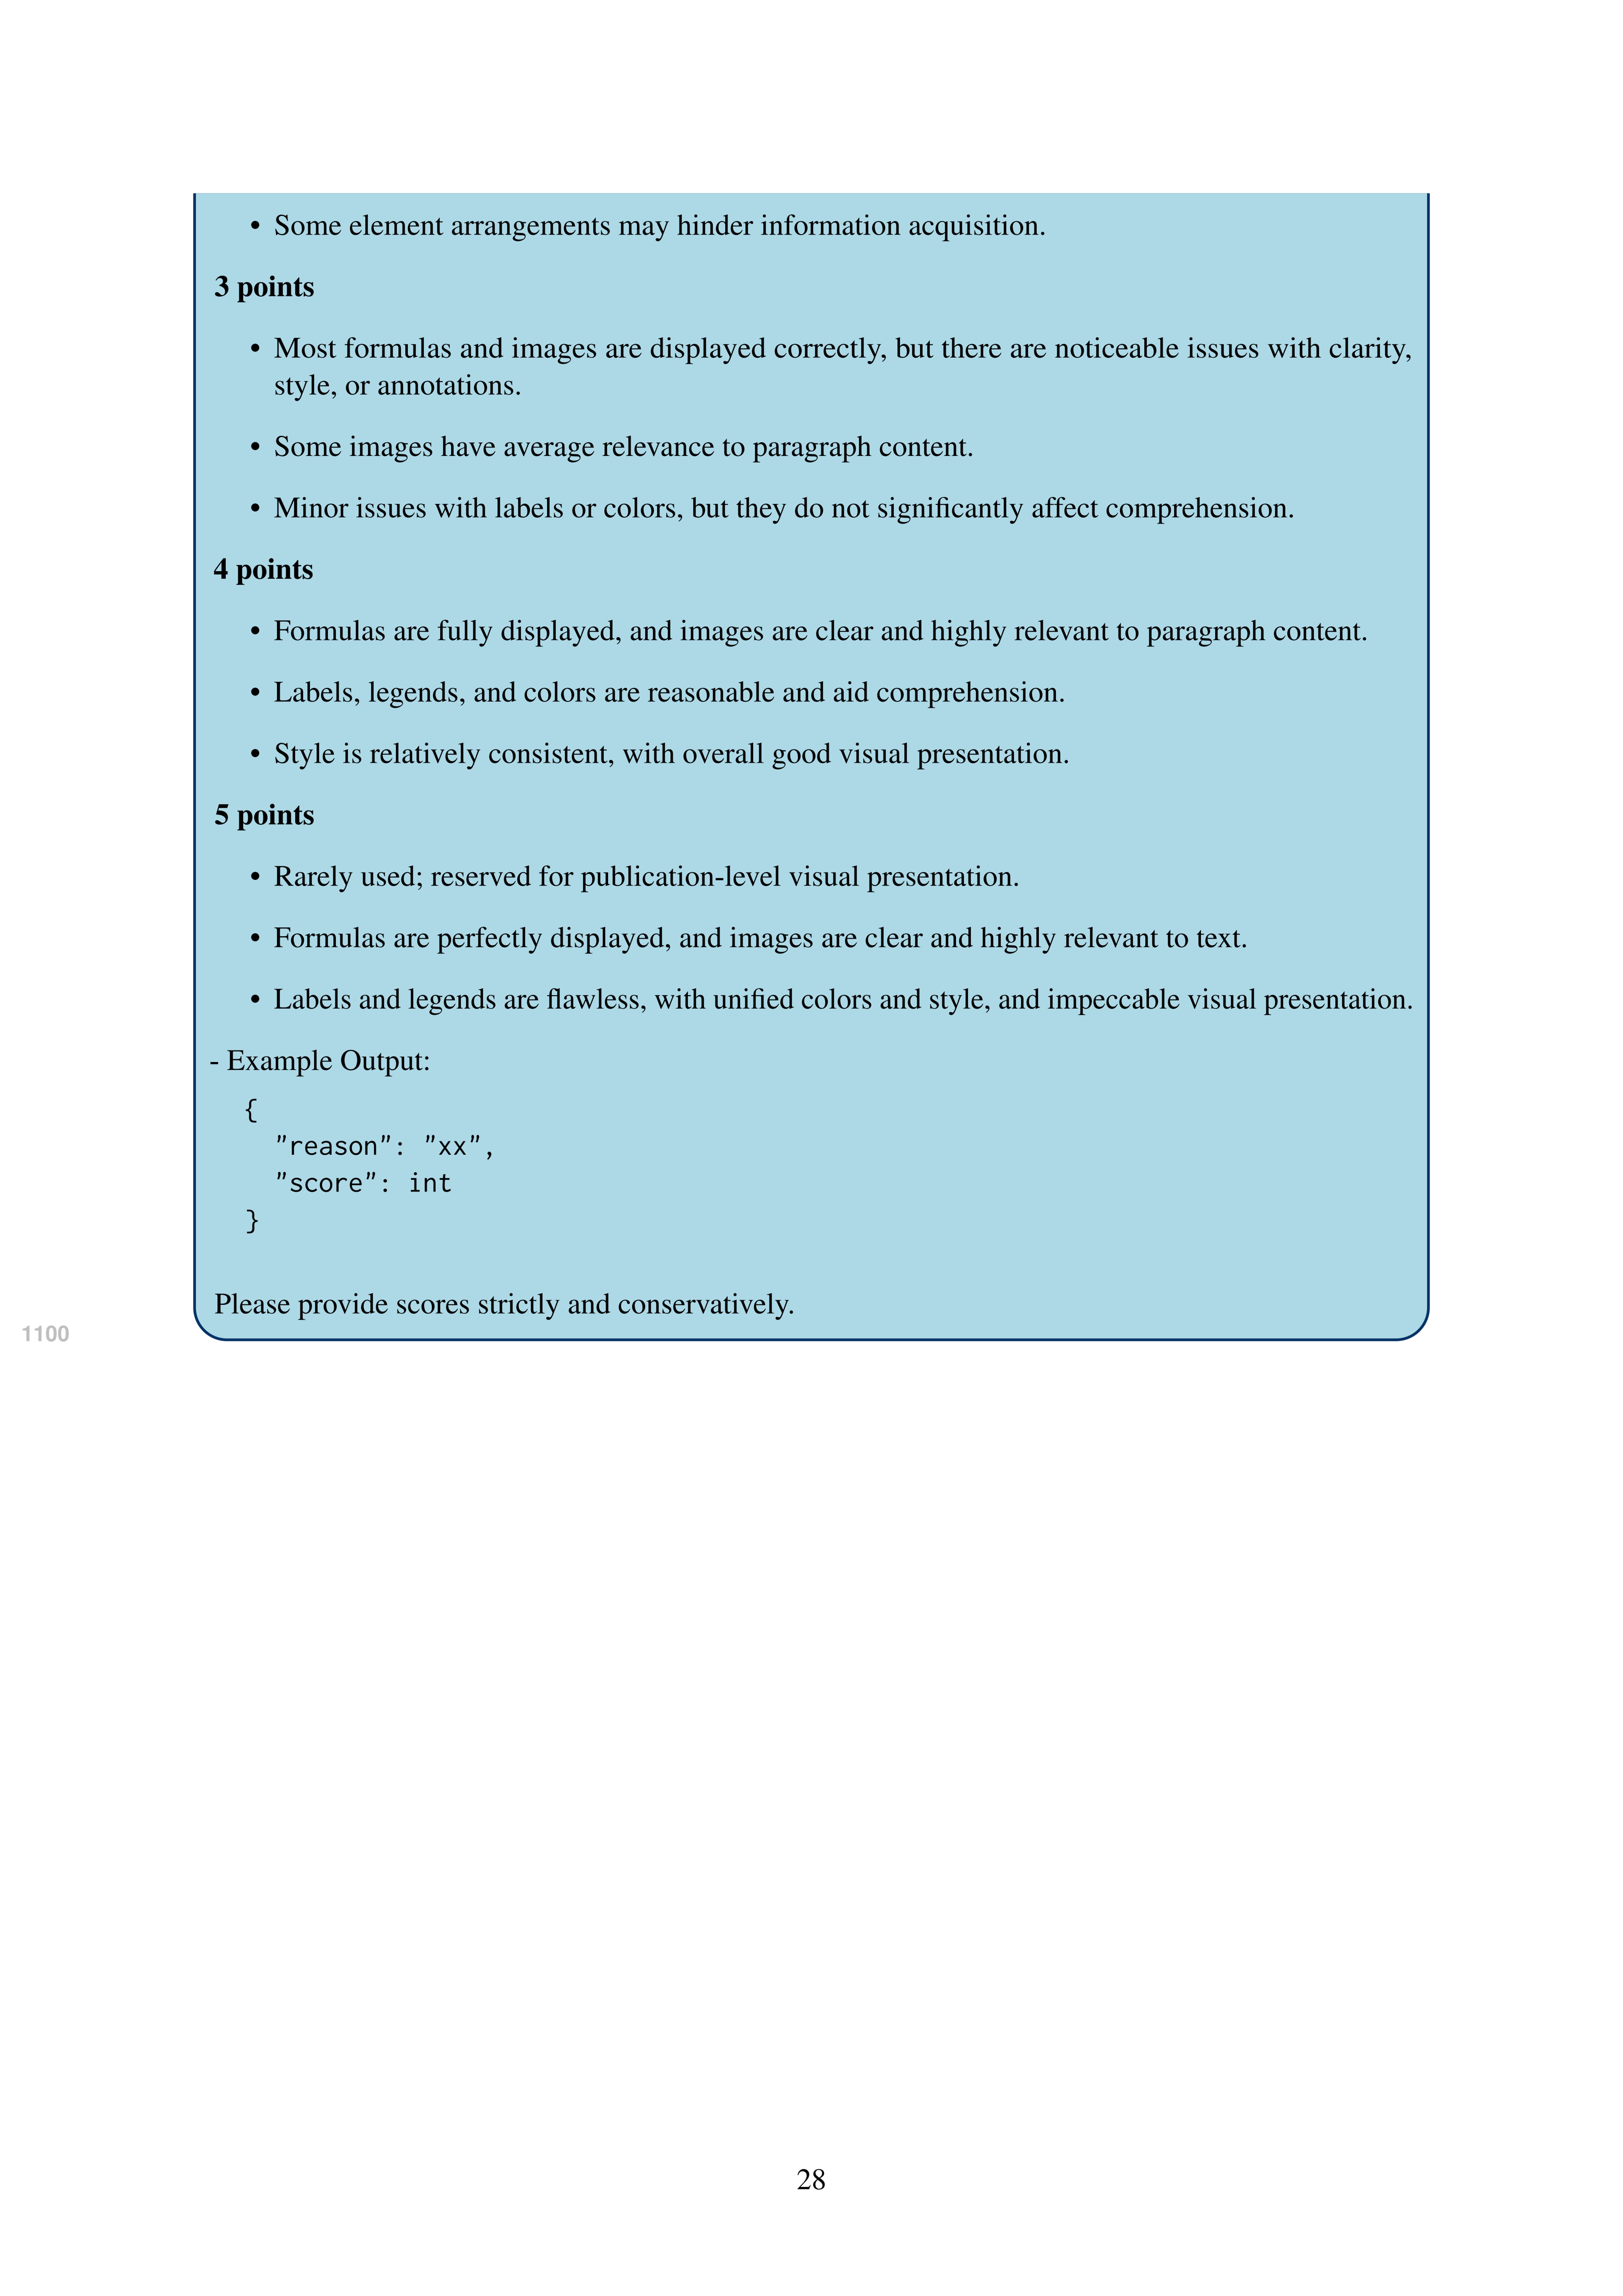 • Some element arrangements may hinder information acquisition.
3 points
• Most formulas and images are displayed correctly, but there are noticeable issues with clarity,
style, or annotations.
• Some images have average relevance to paragraph content.
• Minor issues with labels or colors, but they do not significantly affect comprehension.
4 points
• Formulas are fully displayed, and images are clear and highly relevant to paragraph content.
• Labels, legends, and colors are reasonable and aid comprehension.
• Style is relatively consistent, with overall good visual presentation.
5 points
• Rarely used; reserved for publication-level visual presentation.
• Formulas are perfectly displayed, and images are clear and highly relevant to text.
• Labels and legends are flawless, with unified colors and style, and impeccable visual presentation.
- Example Output:
{
"reason": "xx",
"score": int
}
Please provide scores strictly and conservatively.
1100
28